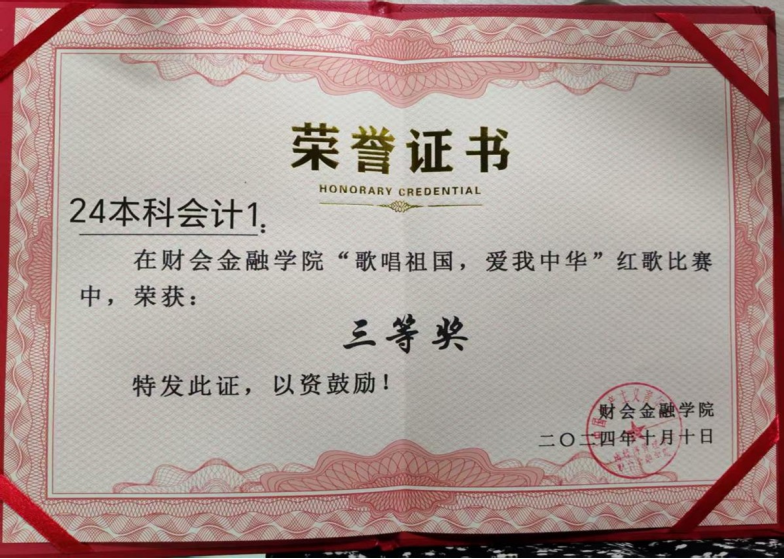 荣誉证书
HONORARY CREDENTIAL
24本科会计1：
在财会金融学院“歌唱祖国，爱我中华”红歌比赛
中，荣获：
三等奖
特发此证，以资鼓励！
财会金融学院
二〇二四年十月十日